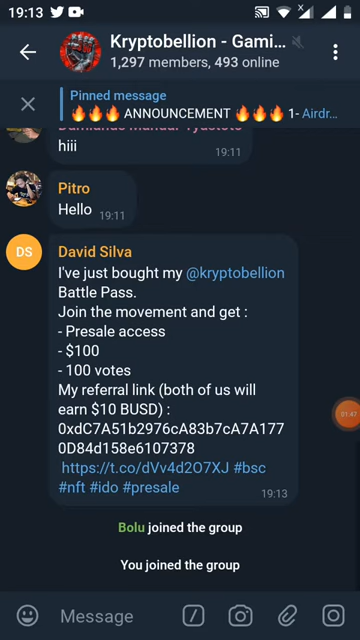 19:13
Kryptobellion - Gami...
1,297 members, 493 online
Pinned message
🔥🔥🔥 ANNOUNCEMENT 🔥🔥🔥 1- Airdr...
hiii
19:11
Pitro
Hello
19:11
DS
David Silva
I've just bought my @kryptobellion
Battle Pass.
Join the movement and get :
- Presale access
- $100
- 100 votes
My referral link (both of us will
earn $10 BUSD) :
0xdC7A51b2976cA83b7cA7A177
0D84d158e6107378
https://t.co/dVv4d2O7XJ #bsc
#nft #ido #presale
19:13
01:47
Bolu joined the group
You joined the group
Message